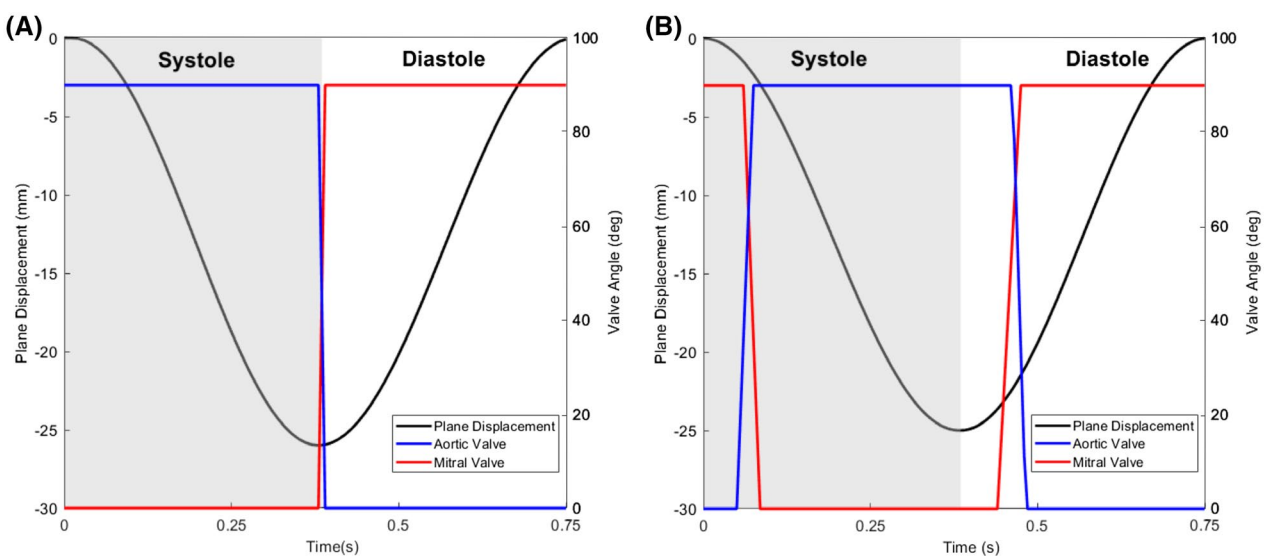 (A)
Systole Diastole
0
-5
-10
-15
-20
-25
-30
Plane Displacement (mm)
100
80
60
40
20
0
Valve Angle (deg)
Plane Displacement
Aortic Valve
Mitral Valve
0 0.25 0.5 0.75
Time(s)
(B)
Systole Diastole
0
-5
-10
-15
-20
-25
-30
Plane Displacement (mm)
100
80
60
40
20
0
Valve Angle (deg)
Plane Displacement
Aortic Valve
Mitral Valve
0 0.25 0.5 0.75
Time (s)